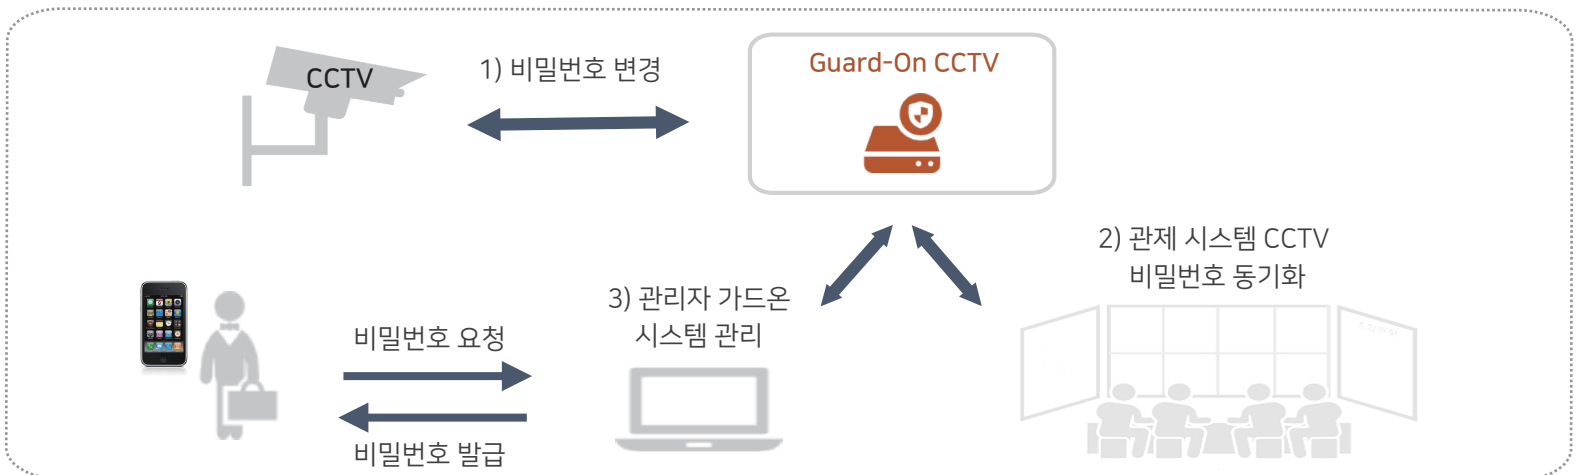 CCTV
1) 비밀번호 변경
Guard-On CCTV
2) 관제 시스템 CCTV
비밀번호 동기화
3) 관리자 가드온
시스템 관리
비밀번호 요청
비밀번호 발급